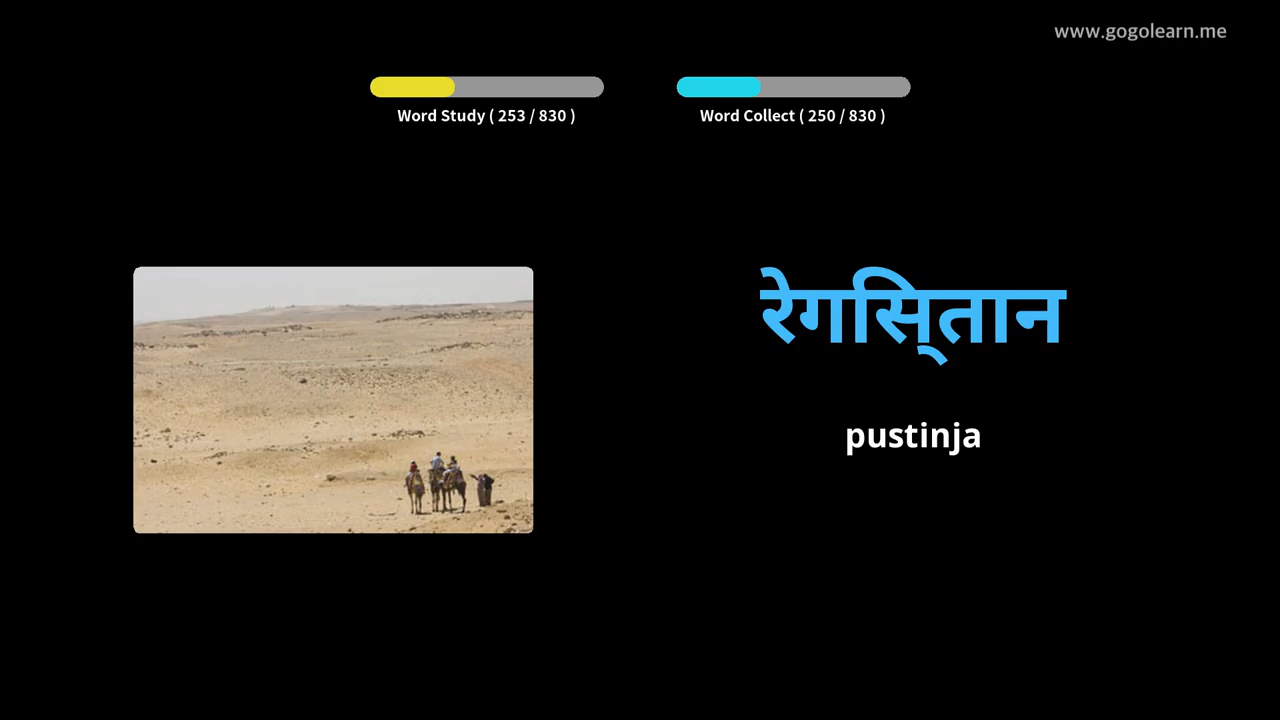 www.gogolearn.me
Word Study ( 253 / 830 )
Word Collect ( 250 / 830 )
रेगसि्तान
pustinja